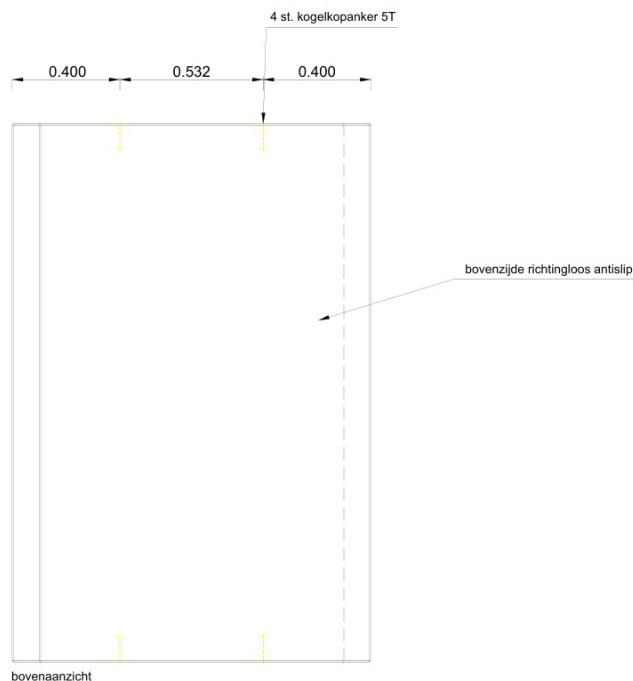 4 st. kogelkopanker 5T
0.400 0.532 0.400
bovenzijde richtingloos antislip
bovenaanzicht